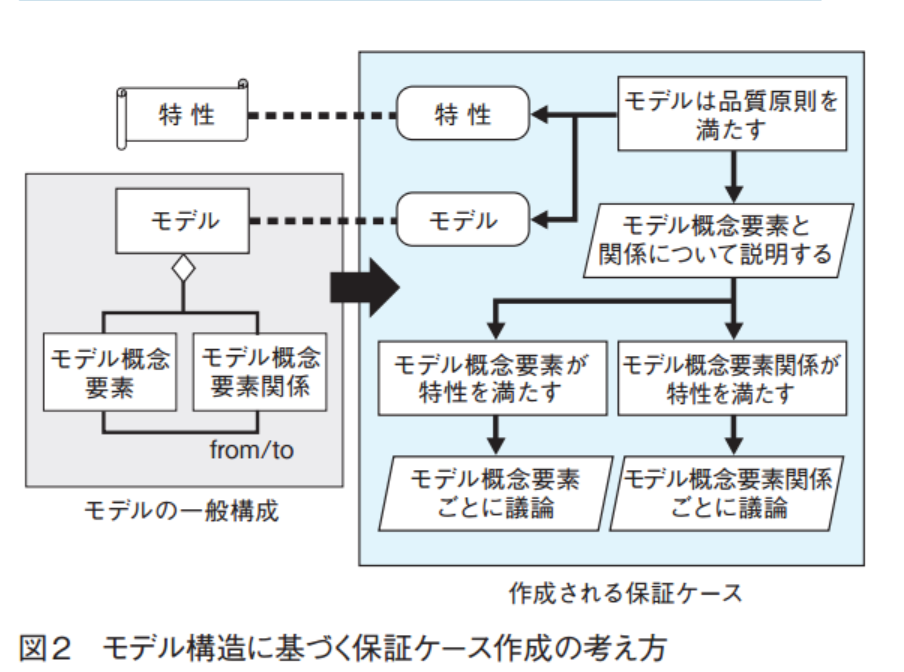 特性
特性
モデルは品質原則を
満たす
モデル
モデル
モデル概念要素と
関係について説明する
モデル概念
要素
モデル概念
要素関係
from/to
モデルの一般構成
モデル概念要素が
特性を満たす
モデル概念要素関係が
特性を満たす
モデル概念要素
ごとに議論
モデル概念要素関係
ごとに議論
作成される保証ケース
図2 モデル構造に基づく保証ケース作成の考え方